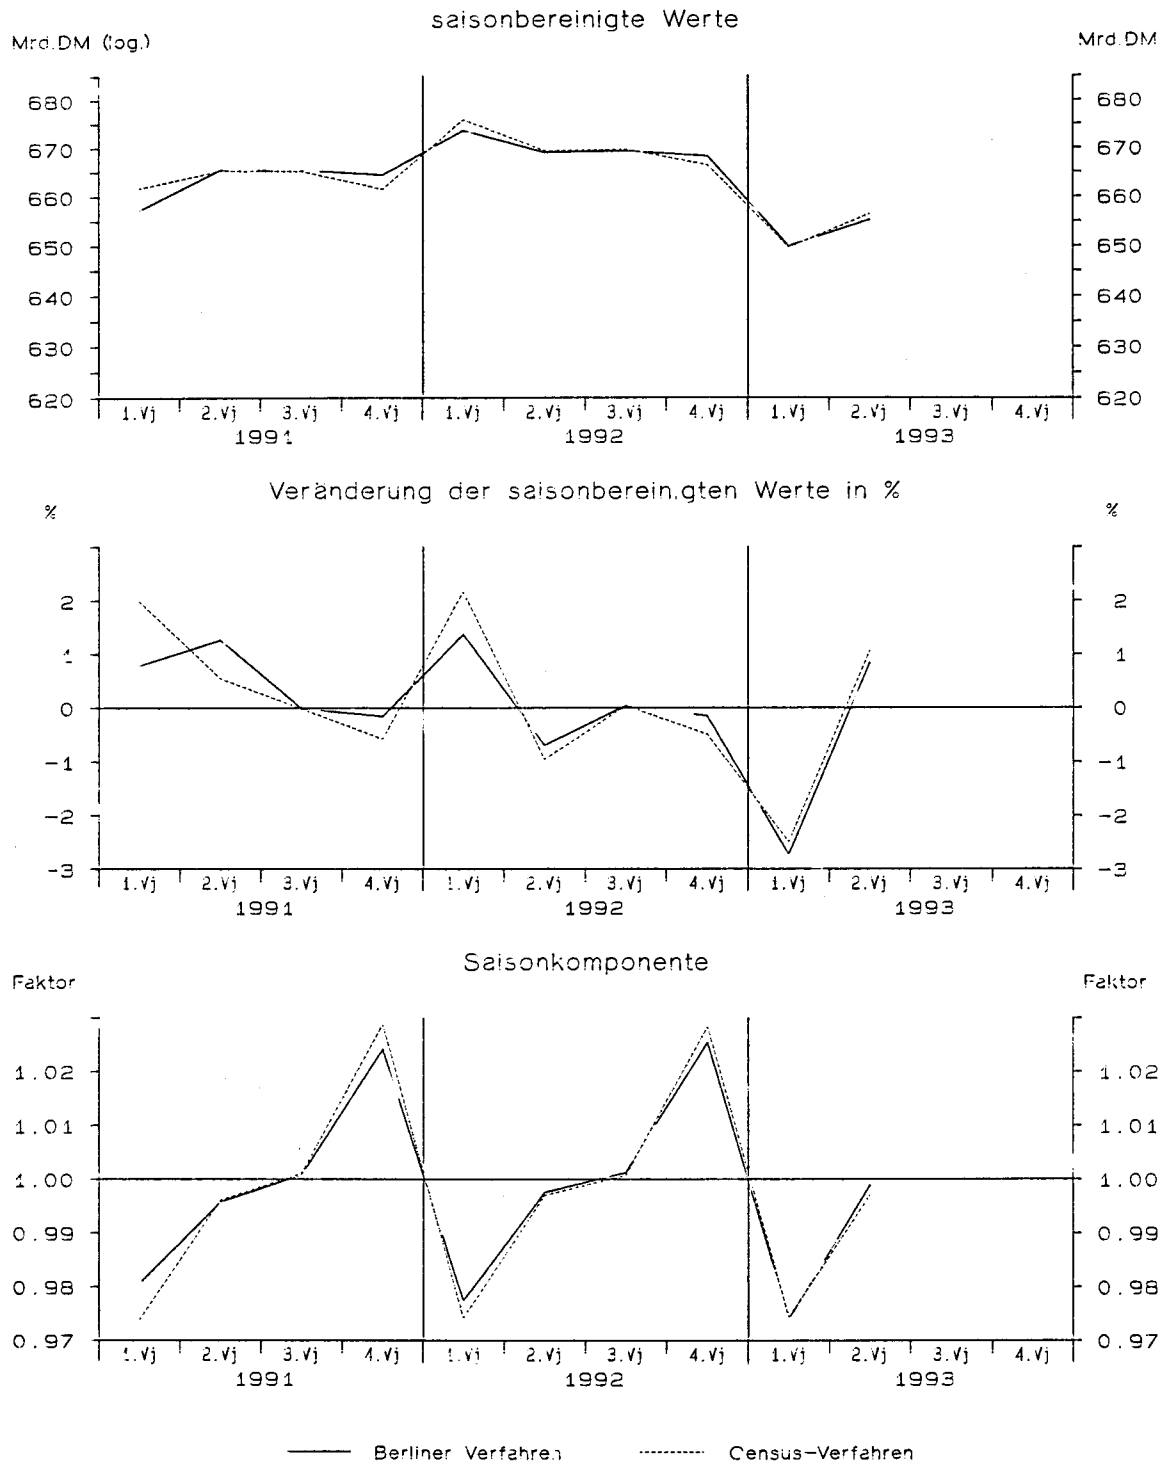 saisonbereinigte Werte
Mrd.DM (log.) Mrd.DM
680 680
670 670
660 660
650 650
640 640
630 630
620 620
1.Vj 2.Vj 3.Vj 4.Vj 1.Vj 2.Vj 3.Vj 4.Vj 1.Vj 2.Vj 3.Vj 4.Vj
1991 1992 1993
Veränderung der saisonbereinigten Werte in %
% %
2 2
1 1
0 0
-1 -1
-2 -2
-3 -3
1.Vj 2.Vj 3.Vj 4.Vj 1.Vj 2.Vj 3.Vj 4.Vj 1.Vj 2.Vj 3.Vj 4.Vj
1991 1992 1993
Saisonkomponente
Faktor Faktor
1.02 1.02
1.01 1.01
1.00 1.00
0.99 0.99
0.98 0.98
0.97 0.97
1.Vj 2.Vj 3.Vj 4.Vj 1.Vj 2.Vj 3.Vj 4.Vj 1.Vj 2.Vj 3.Vj 4.Vj
1991 1992 1993
Berliner Verfahren Census-Verfahren